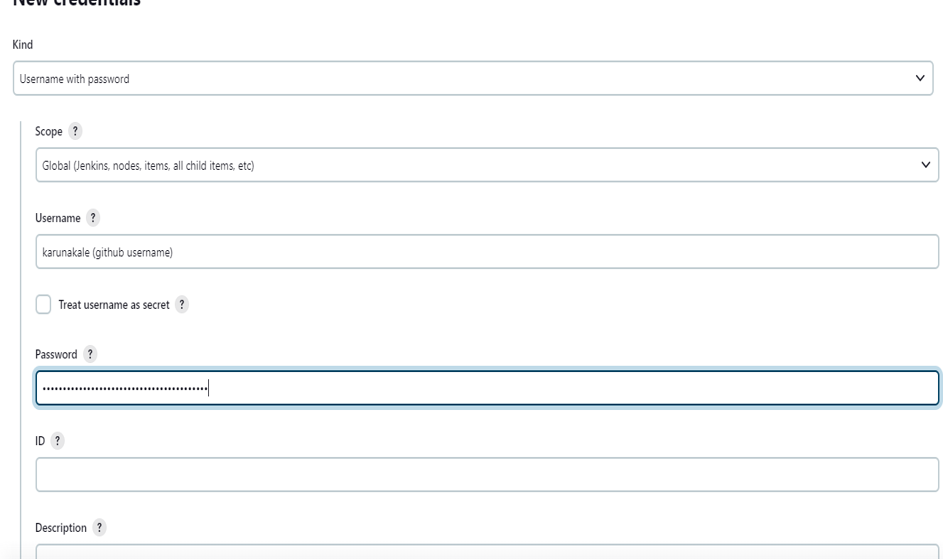 New credentials
Kind
Username with password
Scope ?
Global (Jenkins, nodes, items, all child items, etc)
Username ?
karunakale (github username)
Treat username as secret ?
Password ?
••••••••••••••••••••••••••••••••••••••••
ID ?
Description ?